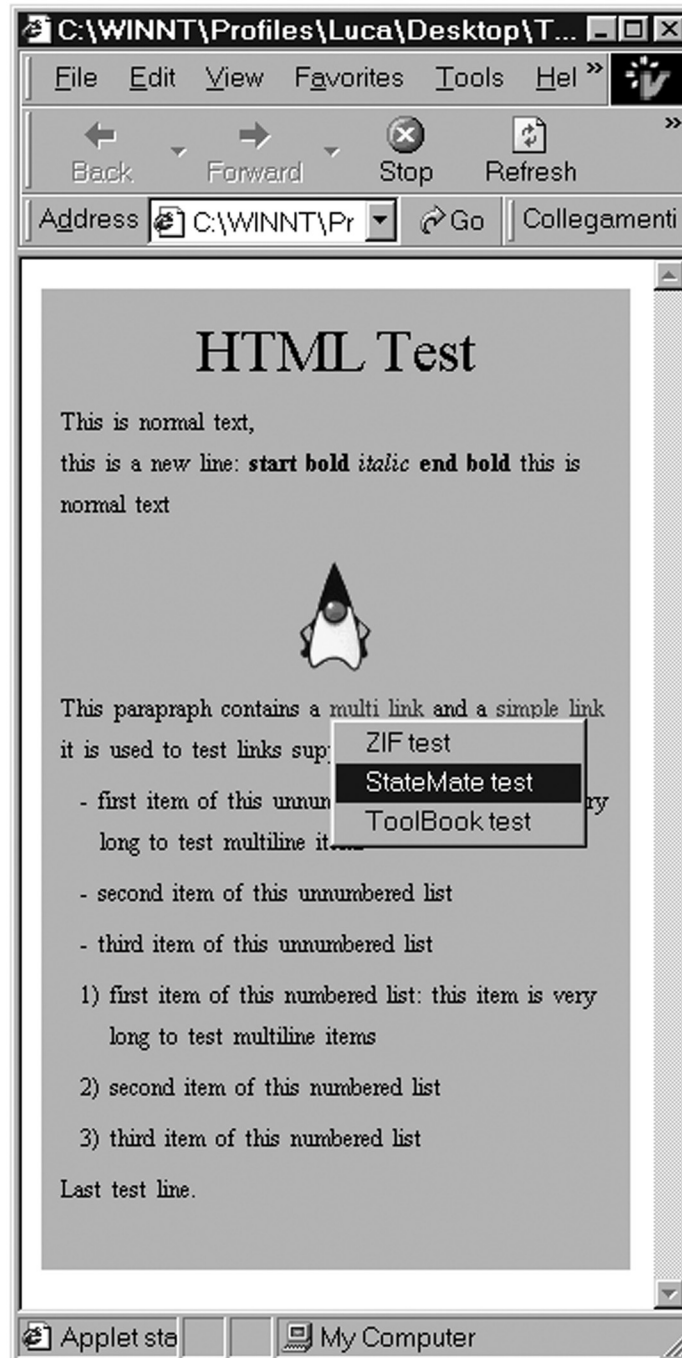 C:\WINNT\Profiles\Luca\Desktop\T...
File Edit View Favorites Tools Hel »
Back Forward Stop Refresh »
Address C:\WINNT\Pr Go Collegamenti
HTML Test
This is normal text,
this is a new line: start bold italic end bold this is
normal text
This parapraph contains a multi link and a simple link
it is used to test links sup
ZIF test
StateMate test
ToolBook test
- first item of this unnum ry
long to test multiline items
- second item of this unnumbered list
- third item of this unnumbered list
1) first item of this numbered list: this item is very
long to test multiline items
2) second item of this numbered list
3) third item of this numbered list
Last test line.
Applet sta My Computer